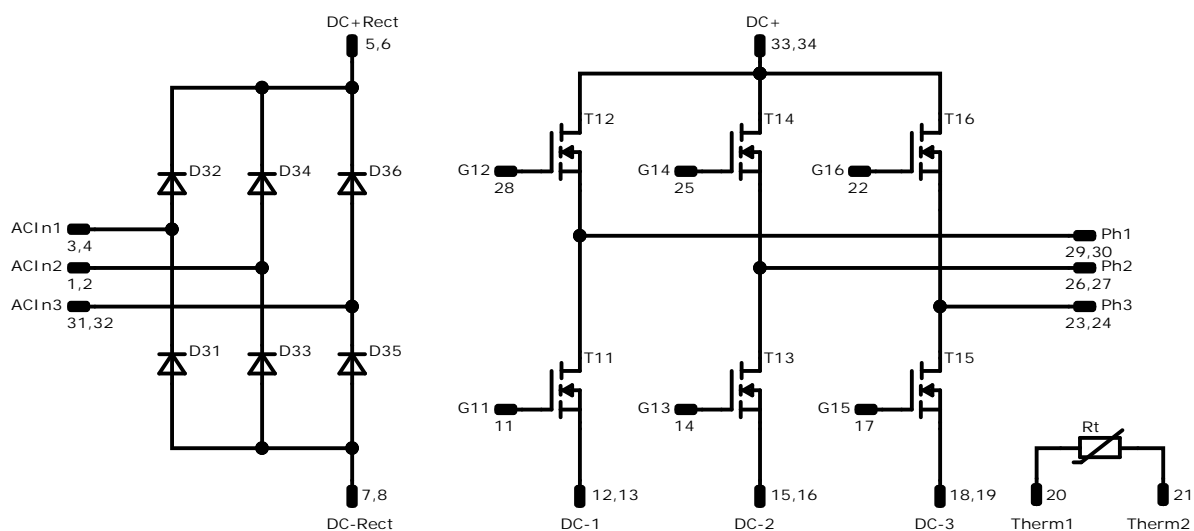 DC+Rect
5,6
DC+
33,34
T12
T14
T16
D32
D34
D36
G12
28
G14
25
G16
22
ACIn1
3,4
Ph1
29,30
ACIn2
1,2
Ph2
26,27
ACIn3
31,32
Ph3
23,24
D31
D33
D35
T11
T13
T15
G11
11
G13
14
G15
17
Rt
7,8
12,13
15,16
18,19
20
21
DC-Rect
DC-1
DC-2
DC-3
Therm1
Therm2